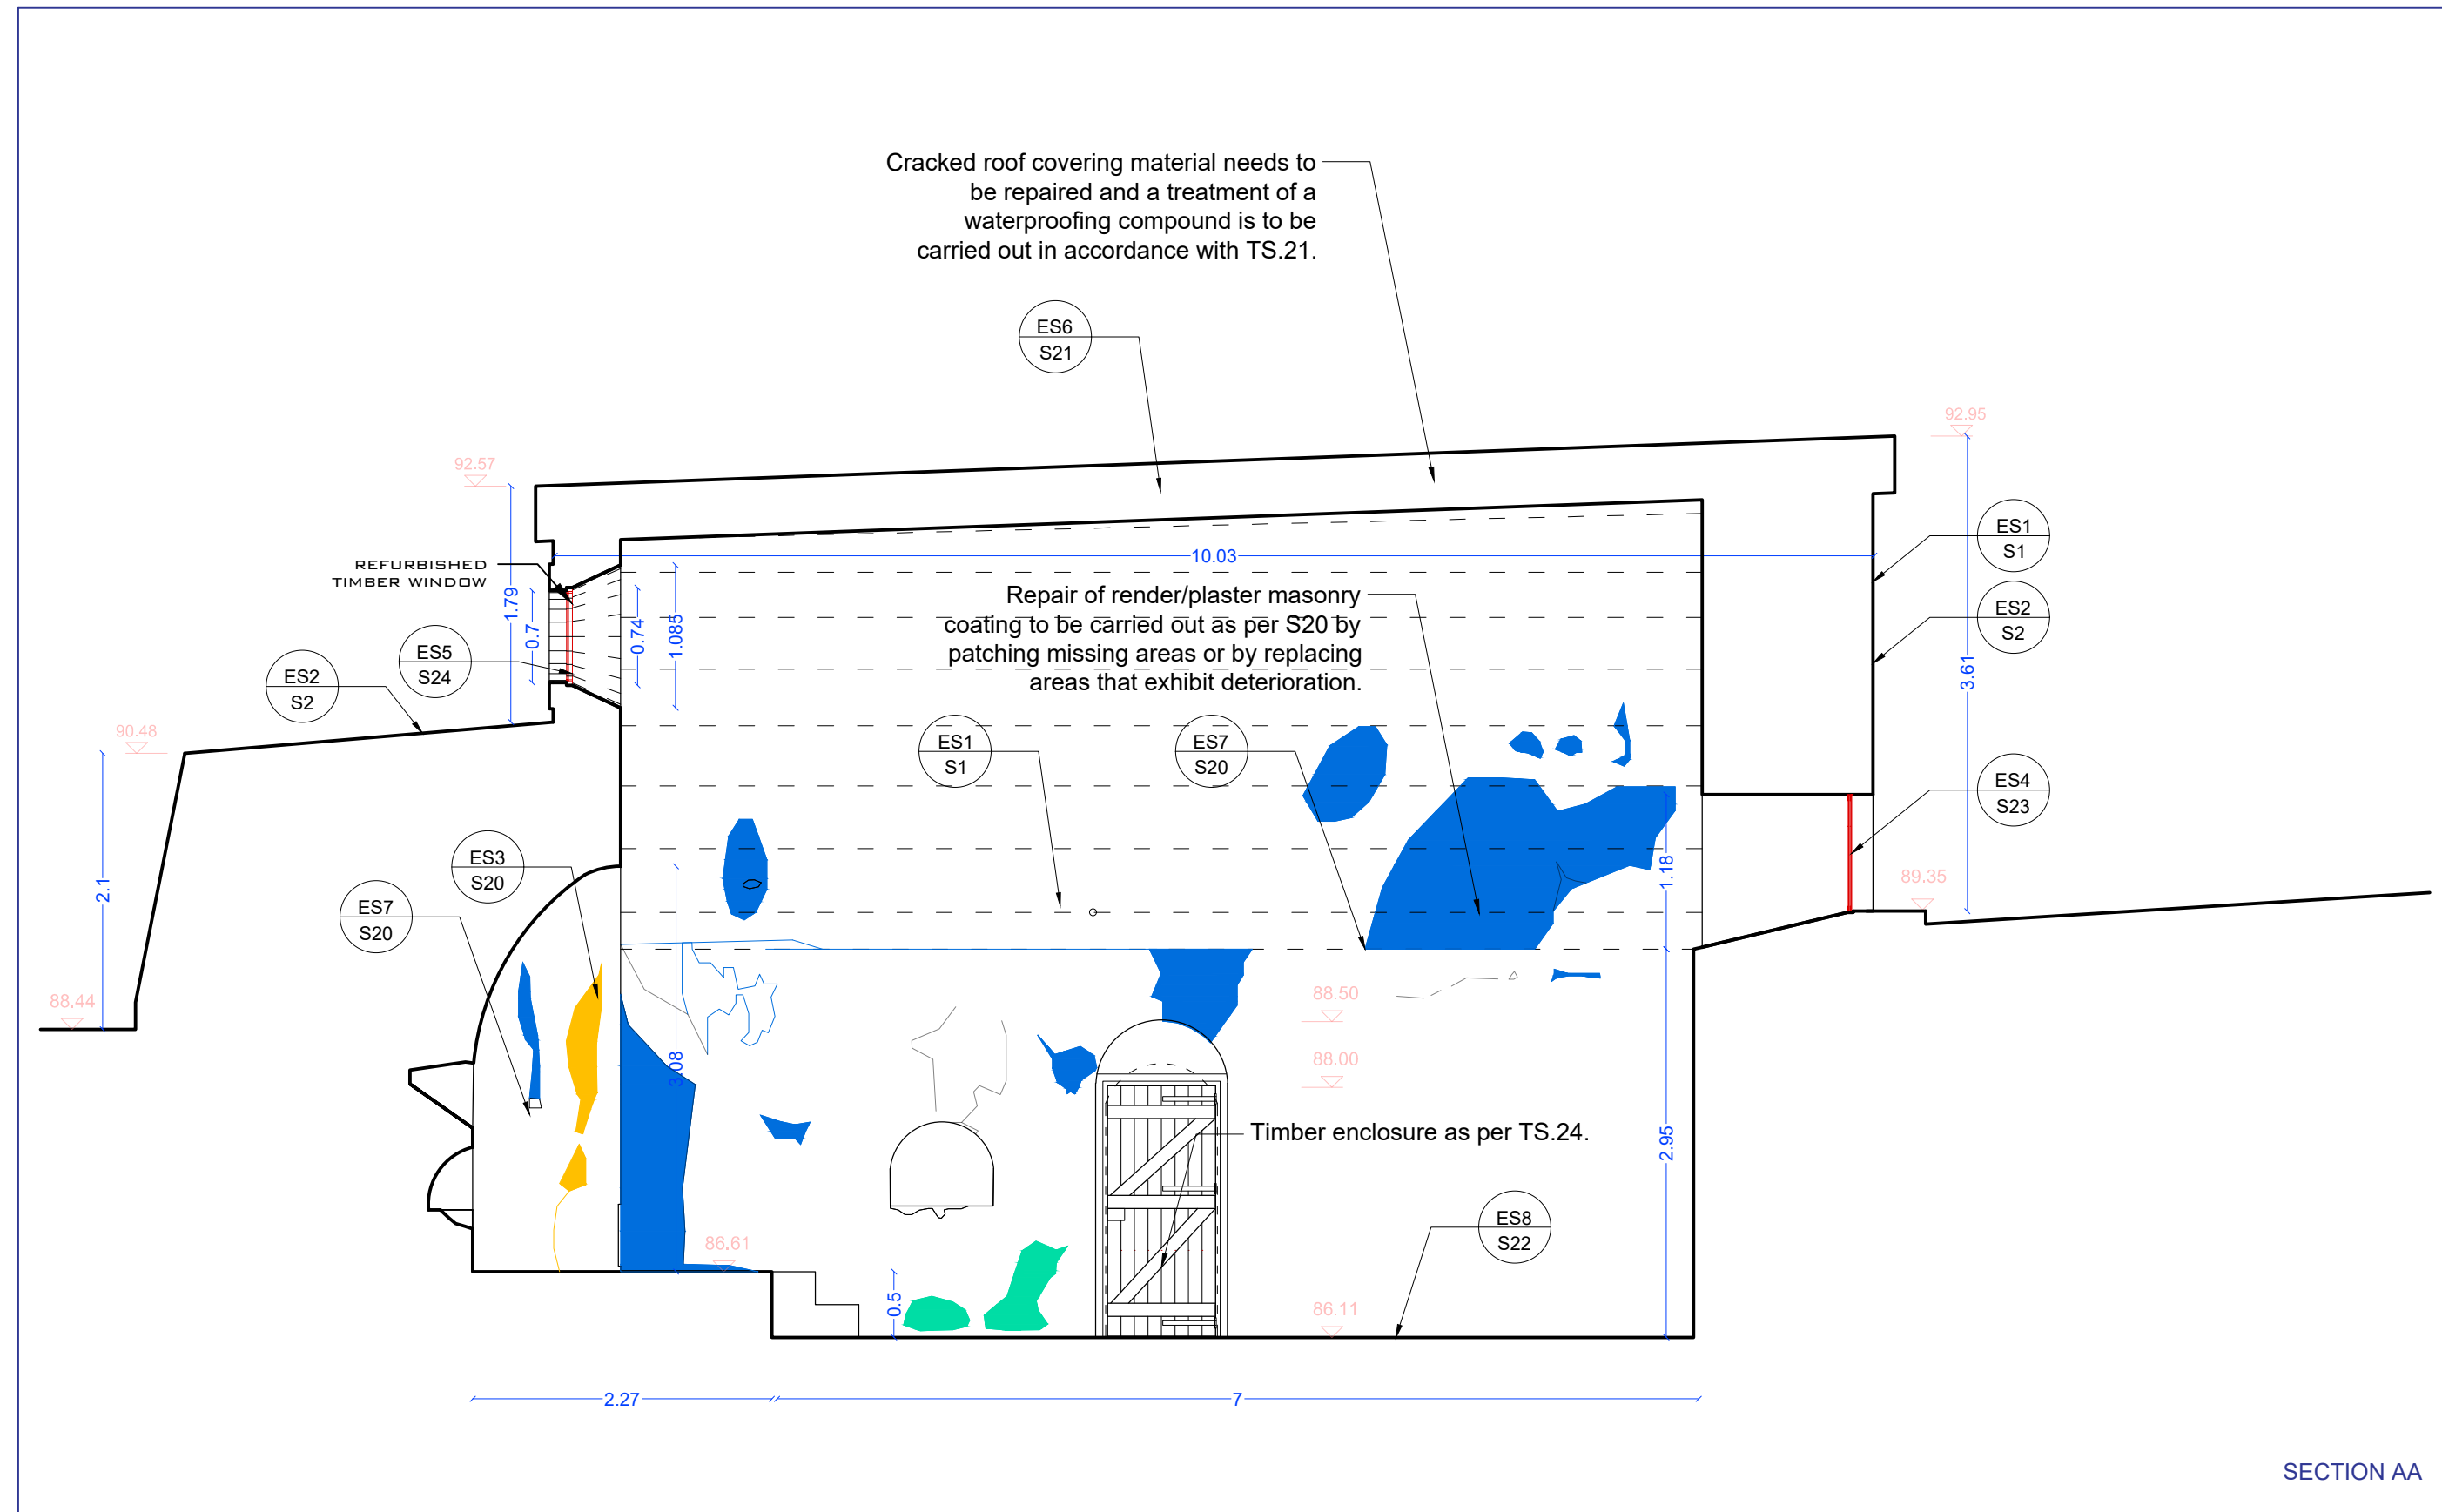 Cracked roof covering material needs to
be repaired and a treatment of a
waterproofing compound is to be
carried out in accordance with TS.21.
ES6
S21
92.95
92.57
ES1
S1
10.03
REFURBISHED
TIMBER WINDOW
1.79
0.7
0.74
1.085
Repair of render/plaster masonry
coating to be carried out as per S20 by
patching missing areas or by replacing
areas that exhibit deterioration.
ES2
S2
3.61
ES5
S24
ES2
S2
90.48
ES1
S1
ES7
S20
ES4
S23
2.1
ES3
S20
1.18
89.35
ES7
S20
88.44
88.50
3.08
88.00
Timber enclosure as per TS.24.
2.95
ES8
S22
86.61
0.5
86.11
2.27
7
SECTION AA